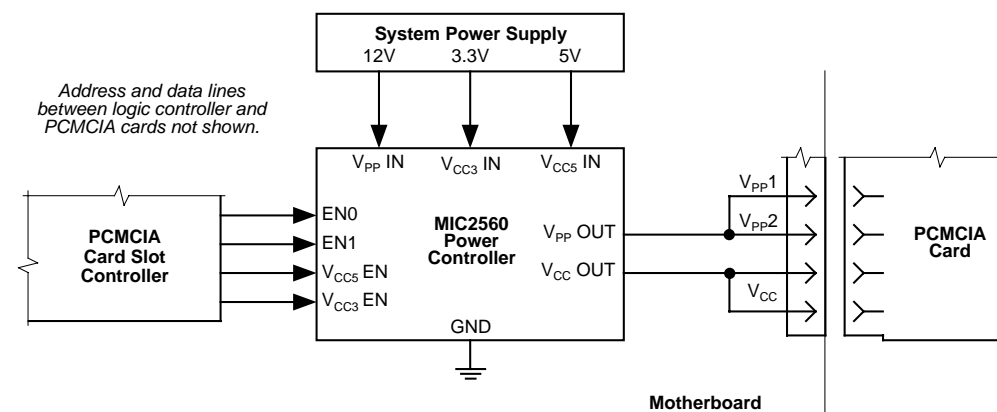 System Power Supply
12V 3.3V 5V
Address and data lines
between logic controller and
PCMCIA cards not shown.
VPP IN VCC3 IN VCC5 IN
PCMCIA
Card Slot
Controller
EN0
EN1
VCC5 EN
VCC3 EN
MIC2560
Power
Controller
VPP OUT
VCC OUT
GND
VPP1
VPP2
VCC
PCMCIA
Card
Motherboard